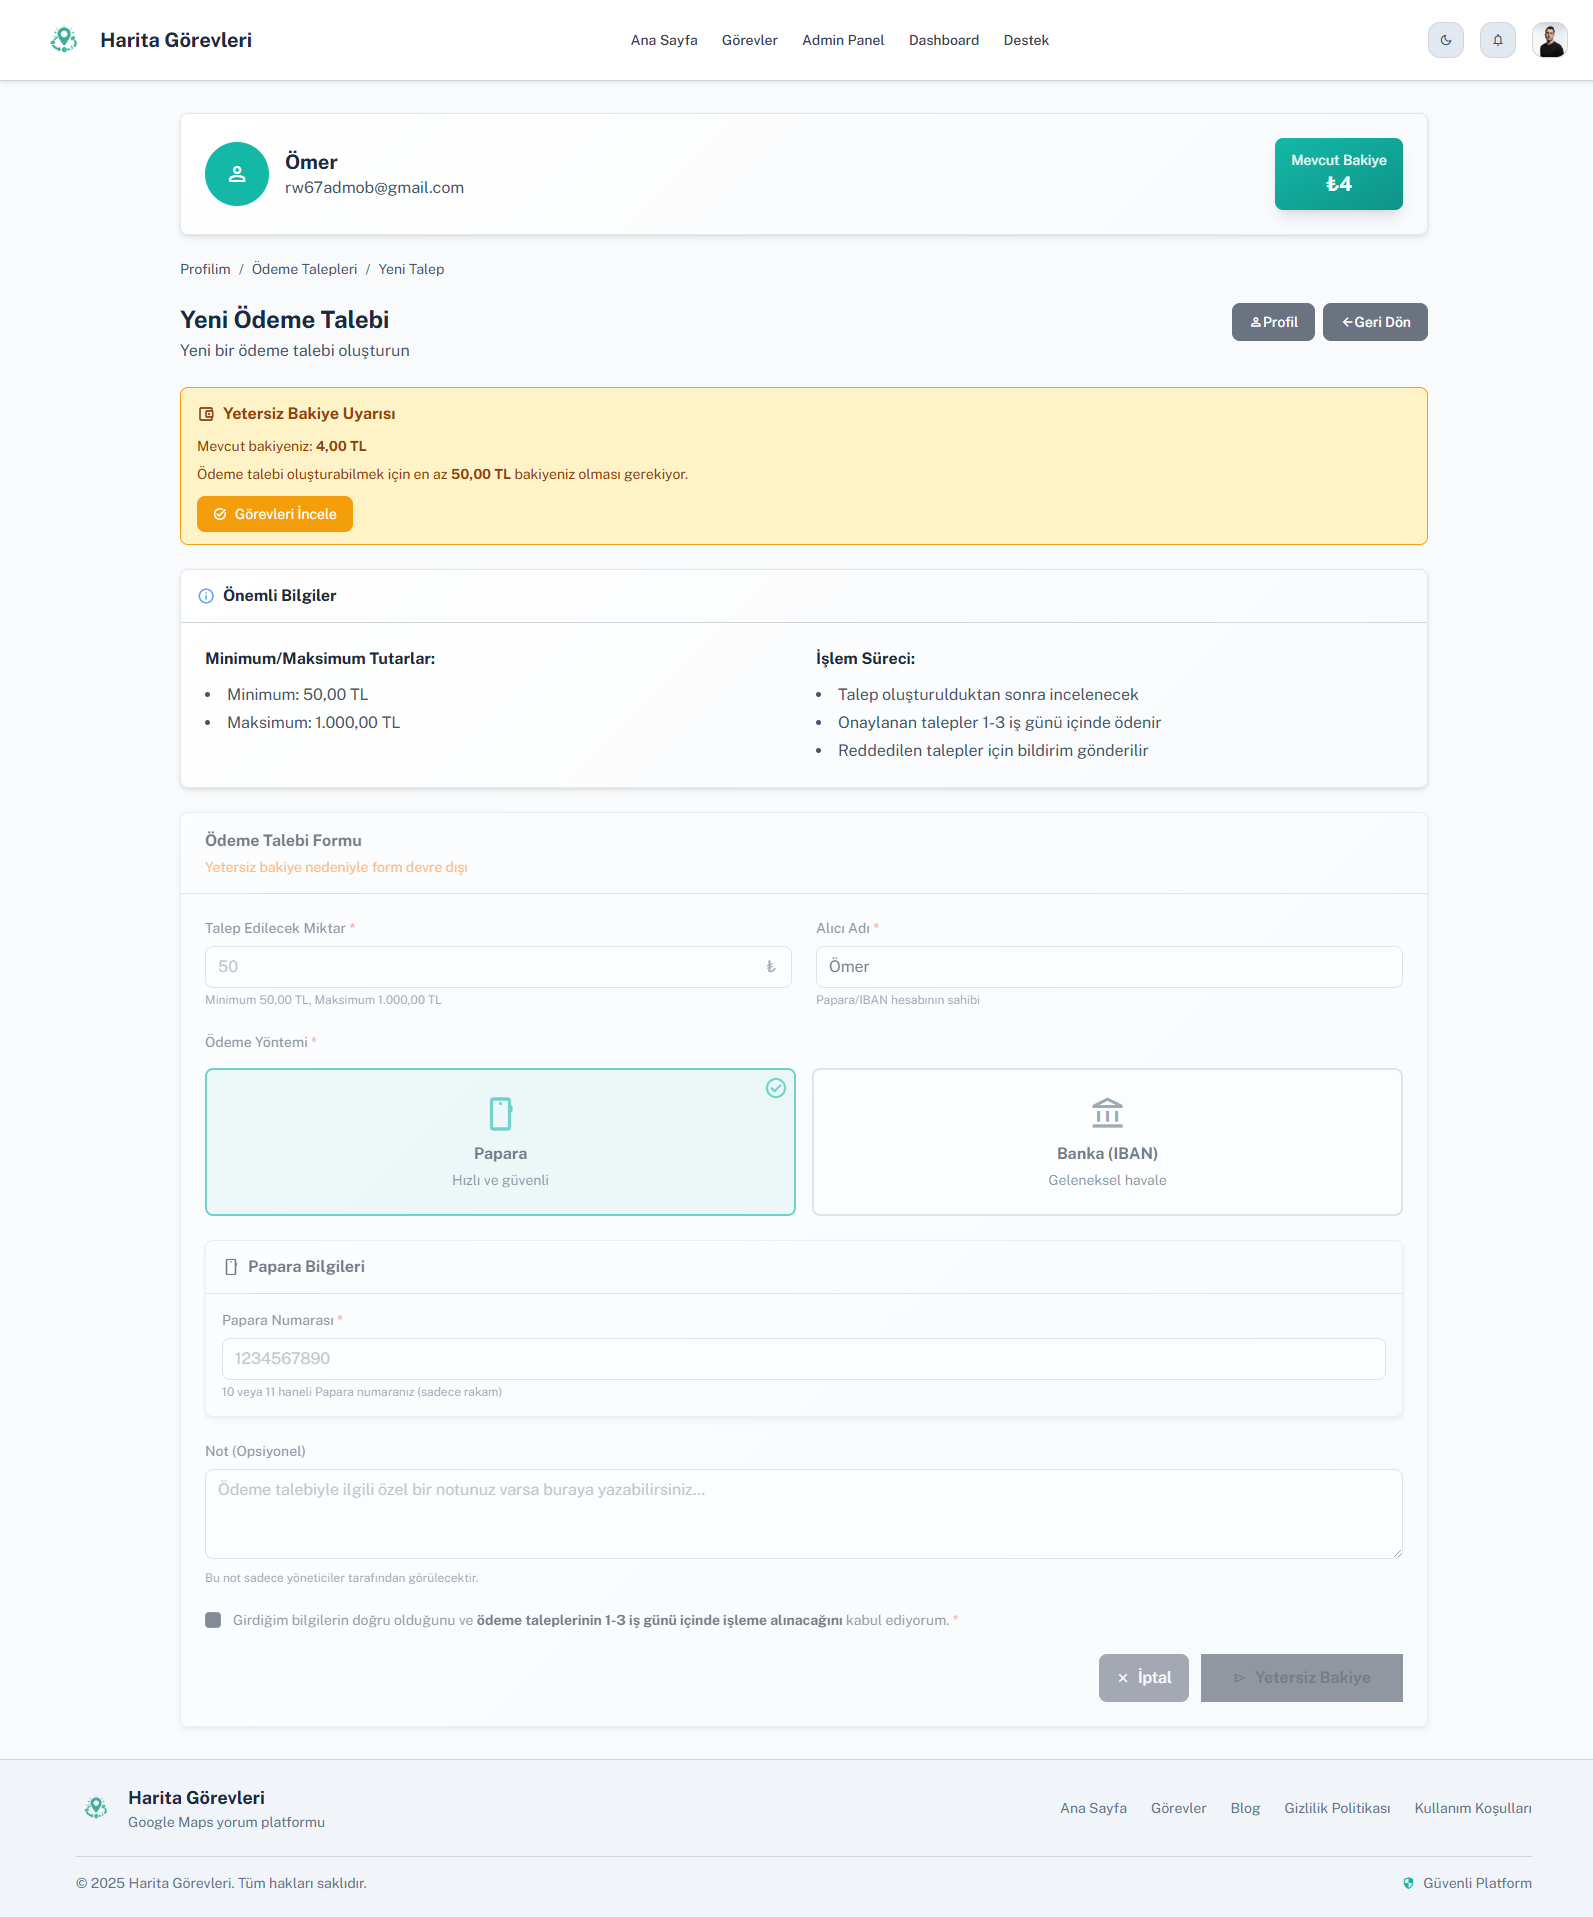 Harita Görevleri
Ana Sayfa Görevler Admin Panel Dashboard Destek
Ömer
rw67admob@gmail.com
Mevcut Bakiye
₺4
Profilim / Ödeme Talepleri / Yeni Talep
Yeni Ödeme Talebi
Yeni bir ödeme talebi oluşturun
Profil
Geri Dön
Yetersiz Bakiye Uyarısı
Mevcut bakiyeniz: 4,00 TL
Ödeme talebi oluşturabilmek için en az 50,00 TL bakiyeniz olması gerekiyor.
Görevleri İncele
Önemli Bilgiler
Minimum/Maksimum Tutarlar:
• Minimum: 50,00 TL
• Maksimum: 1.000,00 TL
İşlem Süreci:
• Talep oluşturulduktan sonra incelenecek
• Onaylanan talepler 1-3 iş günü içinde ödenir
• Reddedilen talepler için bildirim gönderilir
Ödeme Talebi Formu
Yetersiz bakiye nedeniyle form devre dışı
Talep Edilecek Miktar *
50 ₺
Minimum 50,00 TL, Maksimum 1.000,00 TL
Alıcı Adı *
Ömer
Papara/IBAN hesabının sahibi
Ödeme Yöntemi *
Papara
Hızlı ve güvenli
Banka (IBAN)
Geleneksel havale
Papara Bilgileri
Papara Numarası *
1234567890
10 veya 11 haneli Papara numaranız (sadece rakam)
Not (Opsiyonel)
Ödeme talebiyle ilgili özel bir notunuz varsa buraya yazabilirsiniz...
Bu not sadece yöneticiler tarafından görülecektir.
Girdiğim bilgilerin doğru olduğunu ve ödeme taleplerinin 1-3 iş günü içinde işleme alınacağını kabul ediyorum. *
İptal
Yetersiz Bakiye
Harita Görevleri
Google Maps yorum platformu
Ana Sayfa Görevler Blog Gizlilik Politikası Kullanım Koşulları
© 2025 Harita Görevleri. Tüm hakları saklıdır.
Güvenli Platform